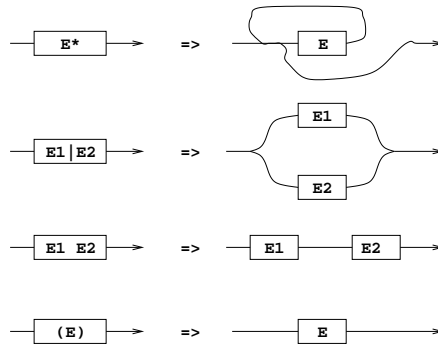 E* => E
E1|E2 => E1
E2
E1 E2 => E1 E2
(E) => E